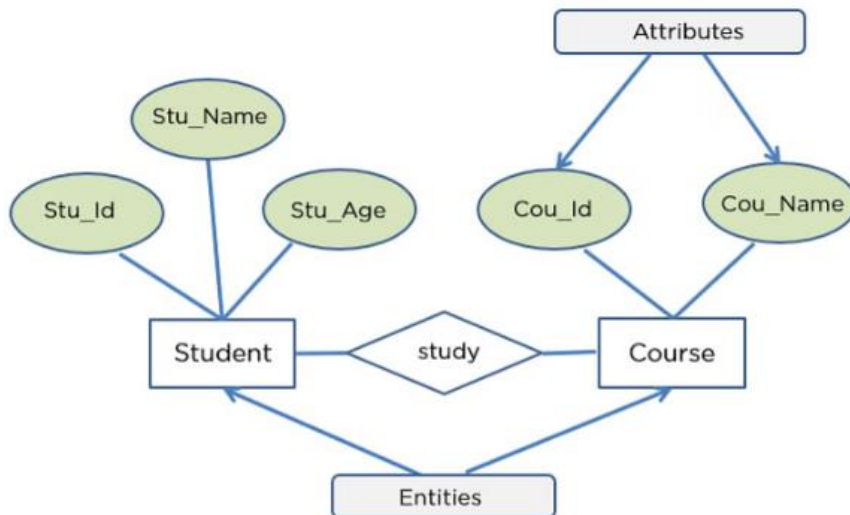 Attributes
Stu_Name
Stu_Id
Stu_Age
Cou_Id
Cou_Name
Student
study
Course
Entities